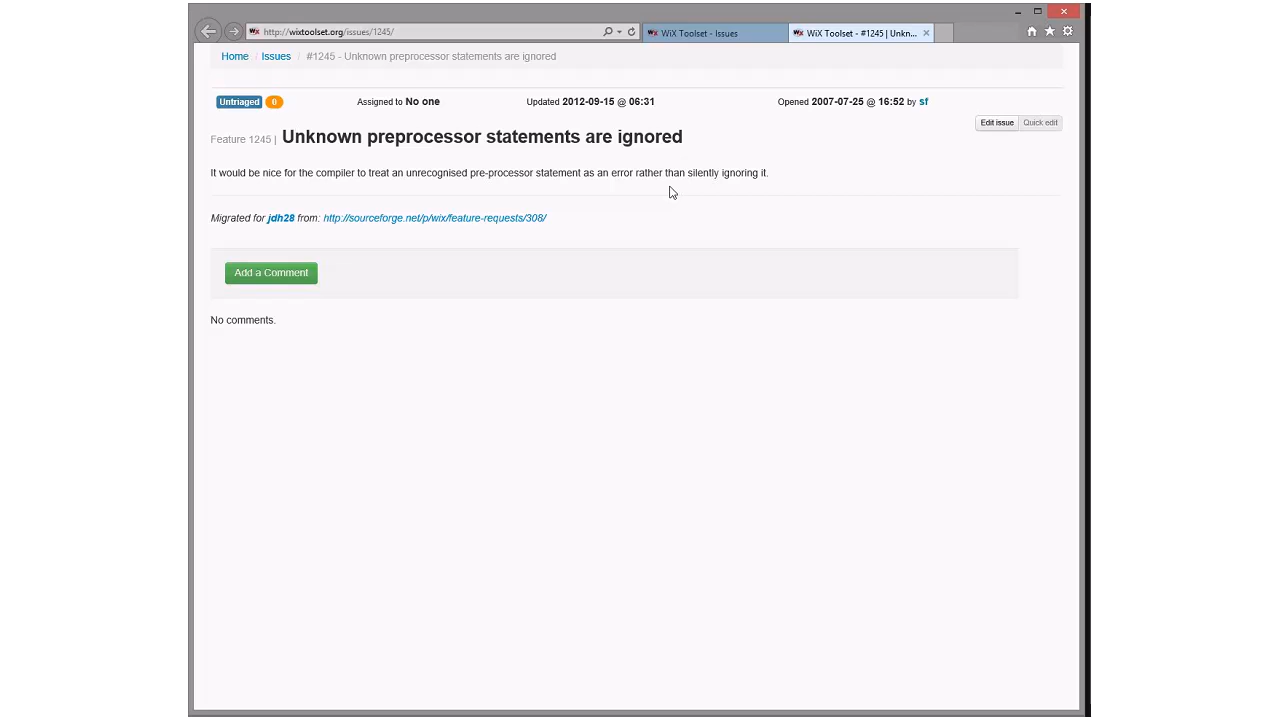 http://wixtoolset.org/issues/1245/
WiX Toolset - Issues
WiX Toolset - #1245 | Unkn...
Home / Issues / #1245 - Unknown preprocessor statements are ignored
Untriaged 0 Assigned to No one Updated 2012-09-15 @ 06:31 Opened 2007-07-25 @ 16:52 by sf
Edit issue Quick edit
Feature 1245 | Unknown preprocessor statements are ignored
It would be nice for the compiler to treat an unrecognised pre-processor statement as an error rather than silently ignoring it.
Migrated for jdh28 from: http://sourceforge.net/p/wix/feature-requests/308/
Add a Comment
No comments.